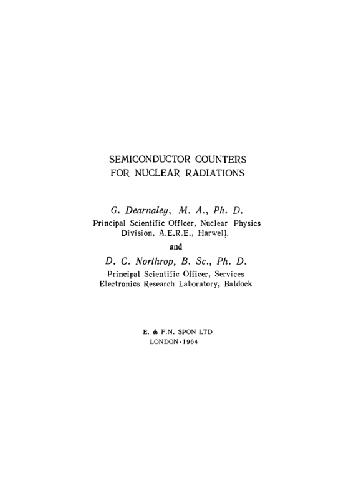 SEMICONDUCTOR COUNTERS
FOR NUCLEAR RADIATIONS
G. Dearnaley, M. A., Ph. D.
Principal Scientific Officer, Nuclear Physics
Division, A.E.R.E., Harwell.
and
D. C. Northrop, B. Sc., Ph. D.
Principal Scientific Officer, Services
Electronics Research Laboratory, Baldock
E. & F.N. SPON LTD
LONDON·1964